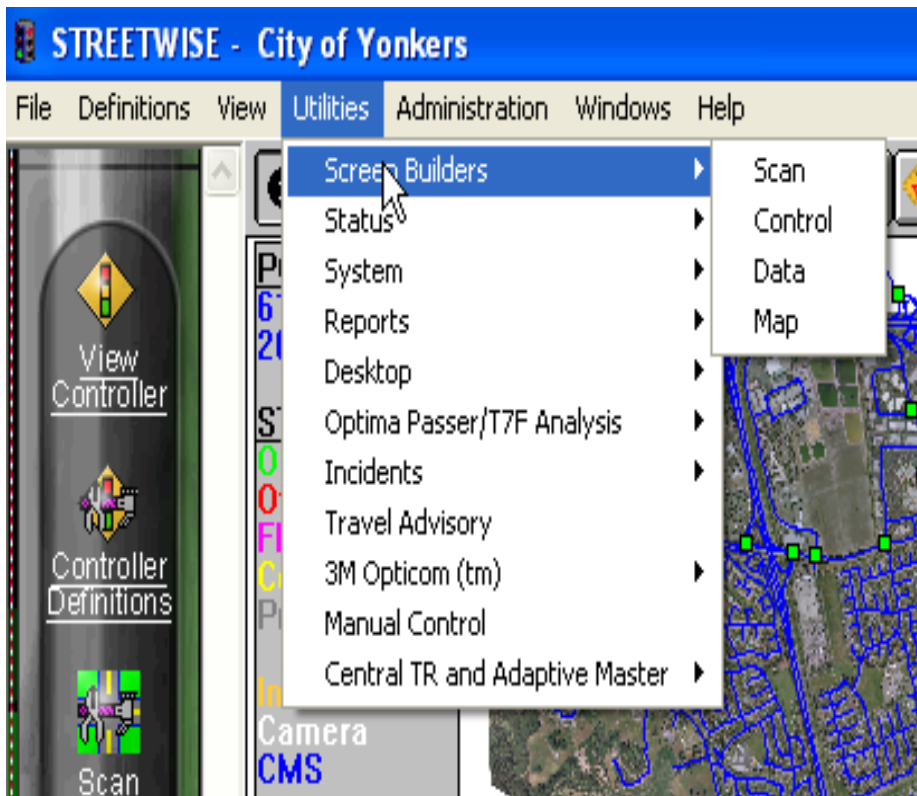 STREETWISE - City of Yonkers
File Definitions View Utilities Administration Windows Help
Screen Builders
Status
System
Reports
Desktop
Optima Passer/T7F Analysis
Incidents
Travel Advisory
3M Opticom (tm)
Manual Control
Central TR and Adaptive Master
Scan
Control
Data
Map
View
Controller
Controller
Definitions
Scan
Camera
CMS